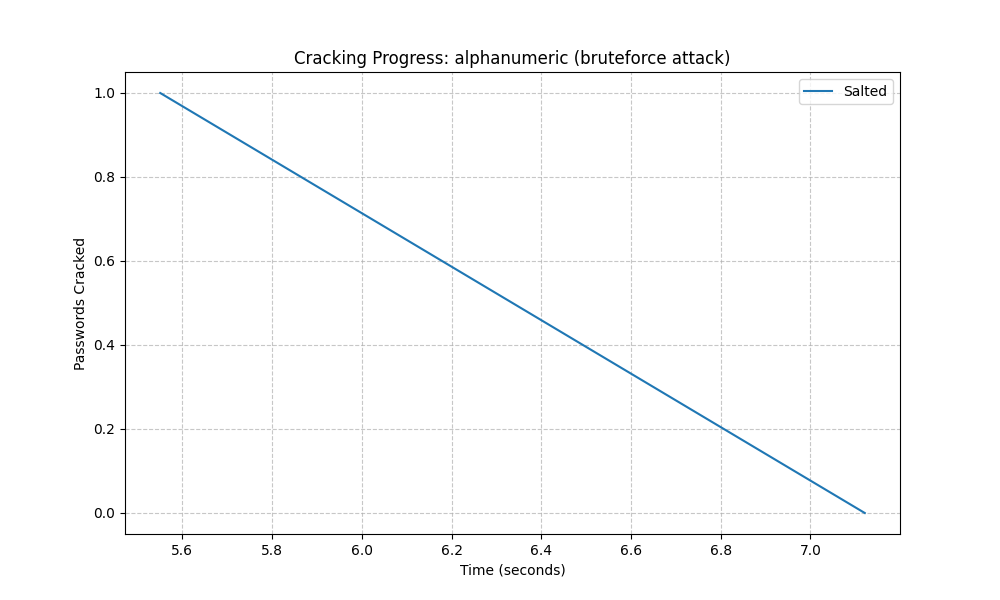 Cracking Progress: alphanumeric (bruteforce attack)
Salted
Passwords Cracked
1.0
0.8
0.6
0.4
0.2
0.0
5.6 5.8 6.0 6.2 6.4 6.6 6.8 7.0
Time (seconds)